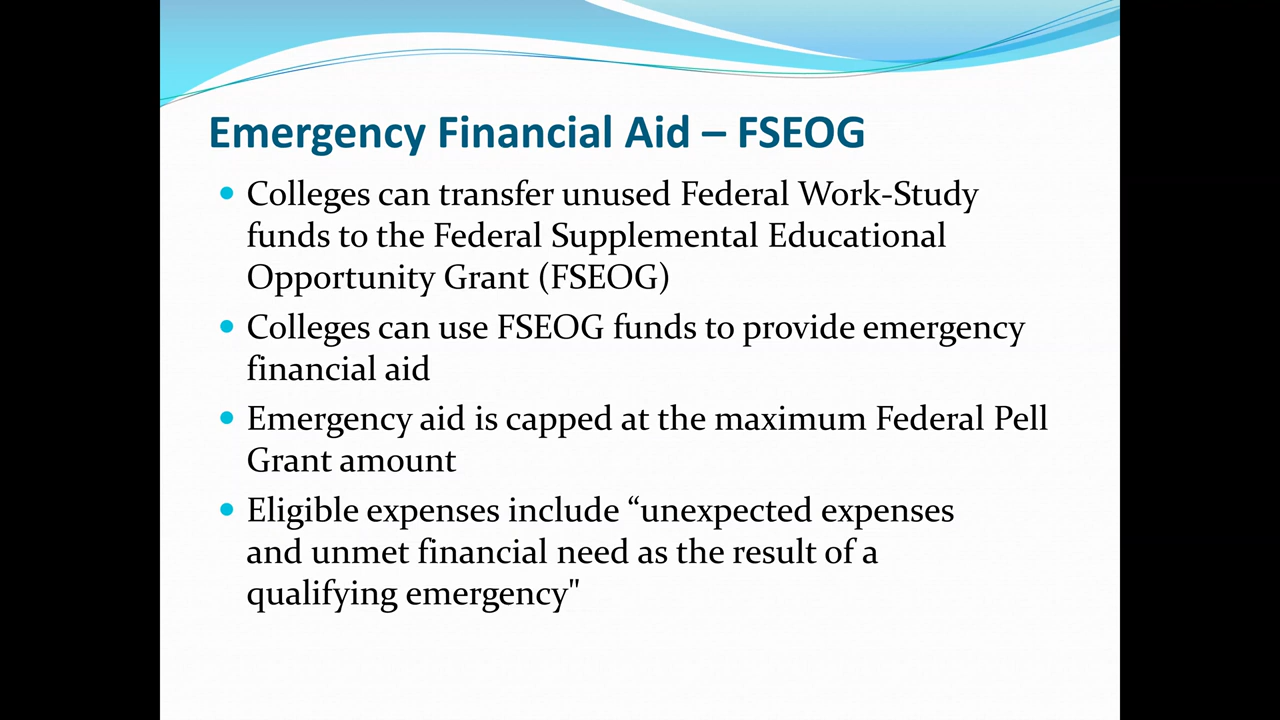 Emergency Financial Aid – FSEOG
• Colleges can transfer unused Federal Work-Study
funds to the Federal Supplemental Educational
Opportunity Grant (FSEOG)
• Colleges can use FSEOG funds to provide emergency
financial aid
• Emergency aid is capped at the maximum Federal Pell
Grant amount
• Eligible expenses include “unexpected expenses
and unmet financial need as the result of a
qualifying emergency"